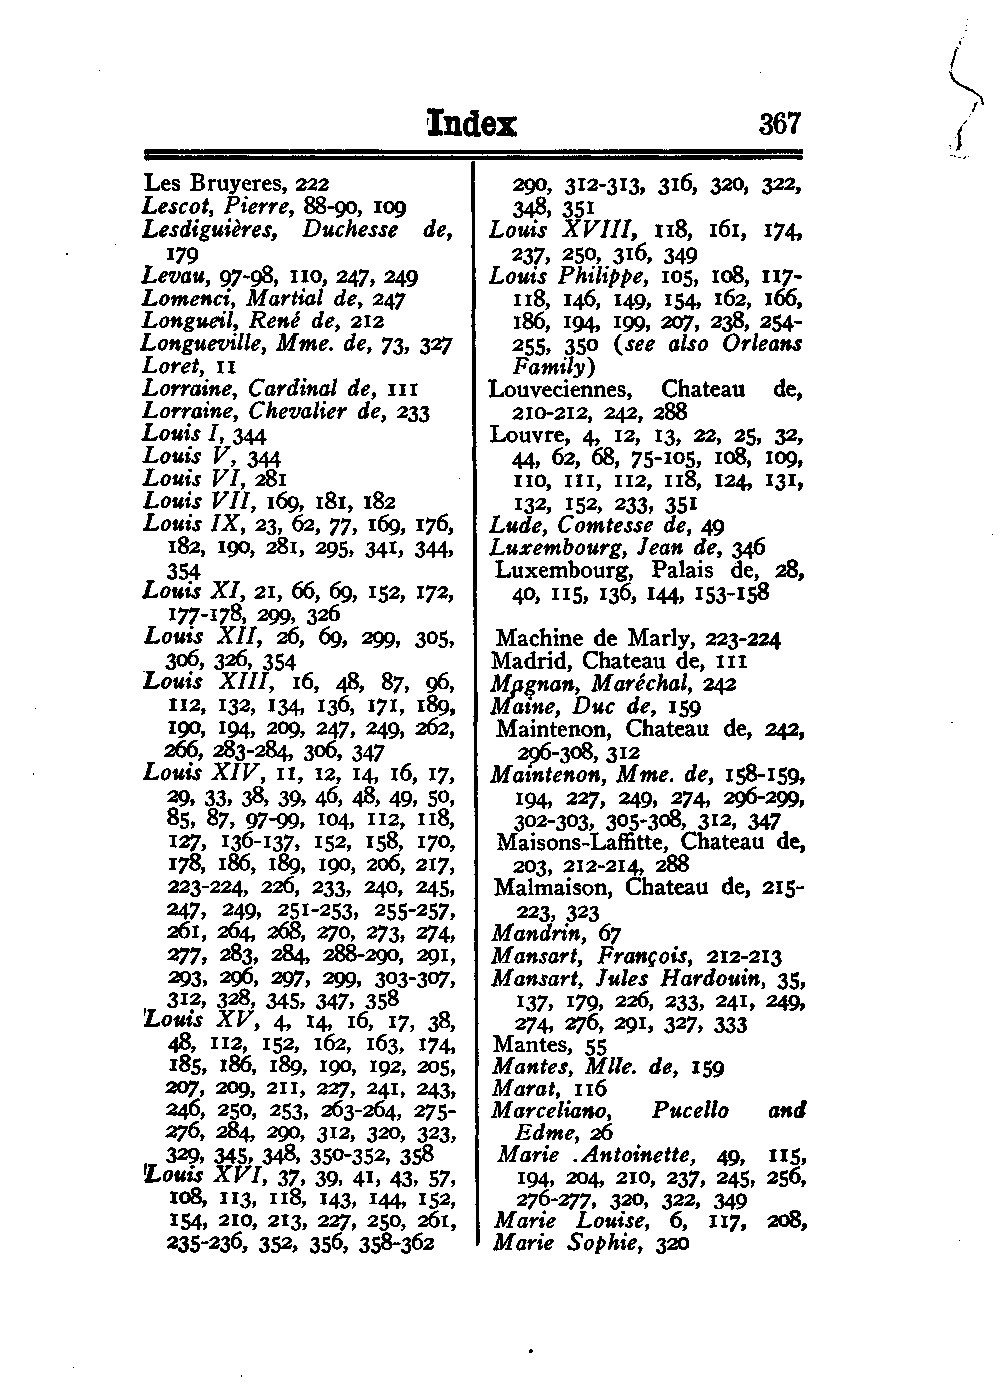 Index 367
Les Bruyeres, 222
Lescot, Pierre, 88-90, 109
Lesdiguières, Duchesse de,
179
Levau, 97-98, 110, 247, 249
Lomenci, Martial de, 247
Longueil, René de, 212
Longueville, Mme. de, 73, 327
Loret, 11
Lorraine, Cardinal de, 111
Lorraine, Chevalier de, 233
Louis I, 344
Louis V, 344
Louis VI, 281
Louis VII, 169, 181, 182
Louis IX, 23, 62, 77, 169, 176,
182, 190, 281, 295, 341, 344,
354
Louis XI, 21, 66, 69, 152, 172,
177-178, 299, 326
Louis XII, 26, 69, 299, 305,
306, 326, 354
Louis XIII, 16, 48, 87, 96,
112, 132, 134, 136, 171, 189,
190, 194, 209, 247, 249, 262,
266, 283-284, 306, 347
Louis XIV, 11, 12, 14, 16, 17,
29, 33, 38, 39, 46, 48, 49, 50,
85, 87, 97-99, 104, 112, 118,
127, 136-137, 152, 158, 170,
178, 186, 189, 190, 206, 217,
223-224, 226, 233, 240, 245,
247, 249, 251-253, 255-257,
261, 264, 268, 270, 273, 274,
277, 283, 284, 288-290, 291,
293, 296, 297, 299, 303-307,
312, 328, 345, 347, 358
Louis XV, 4, 14, 16, 17, 38,
48, 112, 152, 162, 163, 174,
185, 186, 189, 190, 192, 205,
207, 209, 211, 227, 241, 243,
246, 250, 253, 263-264, 275-
276, 284, 290, 312, 320, 323,
329, 345, 348, 350-352, 358
Louis XVI, 37, 39, 41, 43, 57,
108, 113, 118, 143, 144, 152,
154, 210, 213, 227, 250, 261,
235-236, 352, 356, 358-362
290, 312-313, 316, 320, 322,
348, 351
Louis XVIII, 118, 161, 174,
237, 250, 316, 349
Louis Philippe, 105, 108, 117-
118, 146, 149, 154, 162, 166,
186, 194, 199, 207, 238, 254-
255, 350 (see also Orleans
Family)
Louveciennes, Chateau de,
210-212, 242, 288
Louvre, 4, 12, 13, 22, 25, 32,
44, 62, 68, 75-105, 108, 109,
110, 111, 112, 118, 124, 131,
132, 152, 233, 351
Lude, Comtesse de, 49
Luxembourg, Jean de, 346
Luxembourg, Palais de, 28,
40, 115, 136, 144, 153-158
Machine de Marly, 223-224
Madrid, Chateau de, 111
Magnan, Maréchal, 242
Maine, Duc de, 159
Maintenon, Chateau de, 242,
296-308, 312
Maintenon, Mme. de, 158-159,
194, 227, 249, 274, 296-299,
302-303, 305-308, 312, 347
Maisons-Laffitte, Chateau de,
203, 212-214, 288
Malmaison, Chateau de, 215-
223, 323
Mandrin, 67
Mansart, François, 212-213
Mansart, Jules Hardouin, 35,
137, 179, 226, 233, 241, 249,
274, 276, 291, 327, 333
Mantes, 55
Mantes, Mlle. de, 159
Marat, 116
Marceliano, Pucello and
Edme, 26
Marie .Antoinette, 49, 115,
194, 204, 210, 237, 245, 256,
276-277, 320, 322, 349
Marie Louise, 6, 117, 208,
Marie Sophie, 320